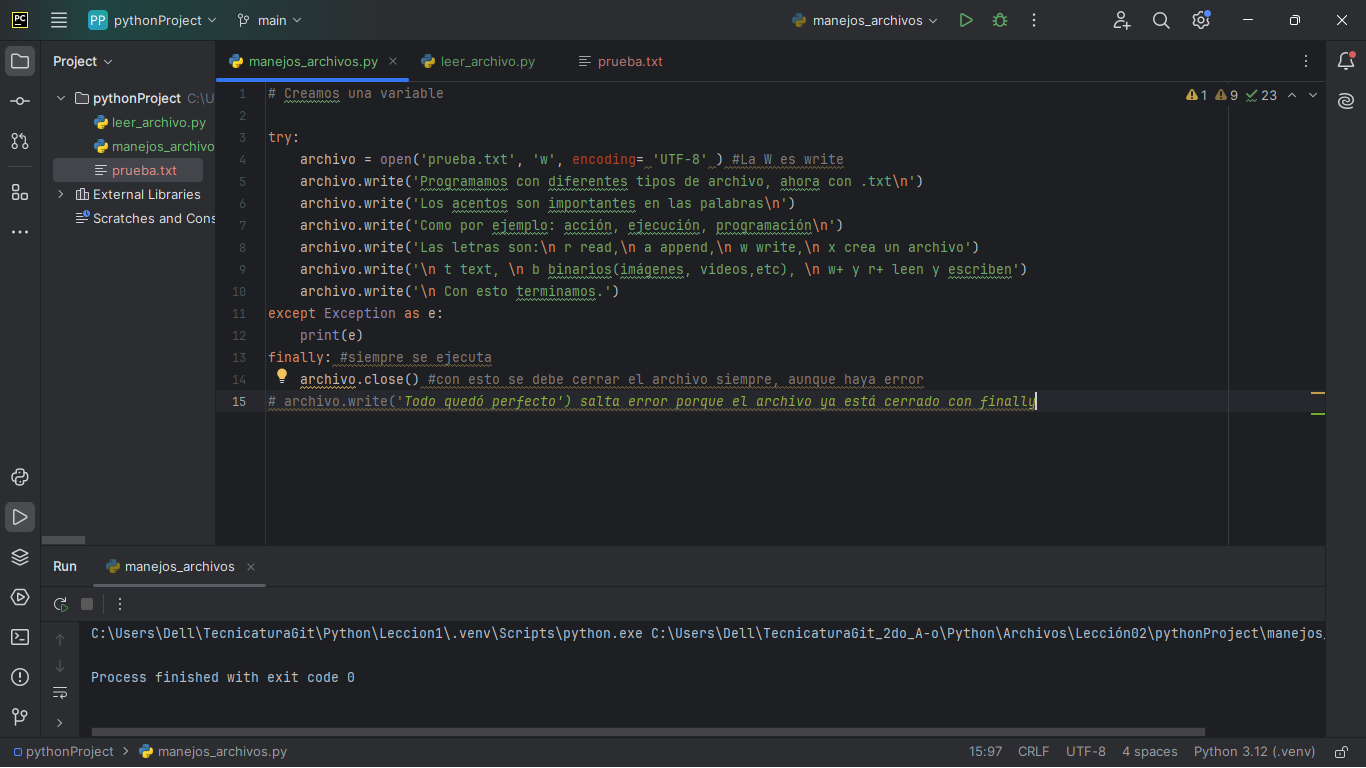 PC
PP pythonProject main manejos_archivos
Project
manejos_archivos.py leer_archivo.py prueba.txt
pythonProject C:\U
leer_archivo.py
manejos_archivo
prueba.txt
External Libraries
Scratches and Cons
1 9 23
1 # Creamos una variable
2
3 try:
4 archivo = open('prueba.txt', 'w', encoding= 'UTF-8' ) #La W es write
5 archivo.write('Programamos con diferentes tipos de archivo, ahora con .txt\n')
6 archivo.write('Los acentos son importantes en las palabras\n')
7 archivo.write('Como por ejemplo: acción, ejecución, programación\n')
8 archivo.write('Las letras son:\n r read,\n a append,\n w write,\n x crea un archivo')
9 archivo.write('\n t text, \n b binarios(imágenes, videos,etc), \n w+ y r+ leen y escriben')
10 archivo.write('\n Con esto terminamos.')
11 except Exception as e:
12 print(e)
13 finally: #siempre se ejecuta
14 archivo.close() #con esto se debe cerrar el archivo siempre, aunque haya error
15 # archivo.write('Todo quedó perfecto') salta error porque el archivo ya está cerrado con finally
Run manejos_archivos
C:\Users\Dell\TecnicaturaGit\Python\Leccion1\.venv\Scripts\python.exe C:\Users\Dell\TecnicaturaGit_2do_A-o\Python\Archivos\Lección02\pythonProject\manejos_
Process finished with exit code 0
pythonProject manejos_archivos.py 15:97 CRLF UTF-8 4 spaces Python 3.12 (.venv)